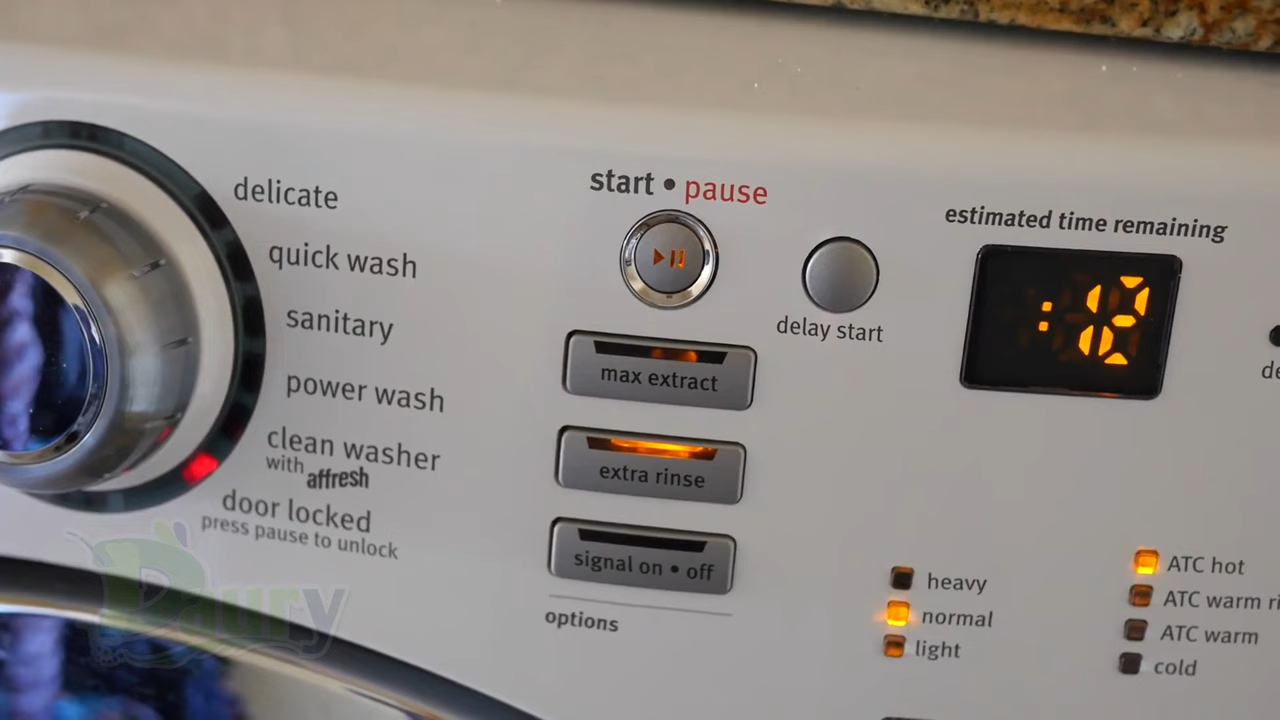 delicate
quick wash
sanitary
power wash
clean washer
with affresh
door locked
press pause to unlock
start • pause
delay start
max extract
extra rinse
signal on • off
options
estimated time remaining
heavy
normal
light
ATC hot
ATC warm
ATC warm
cold